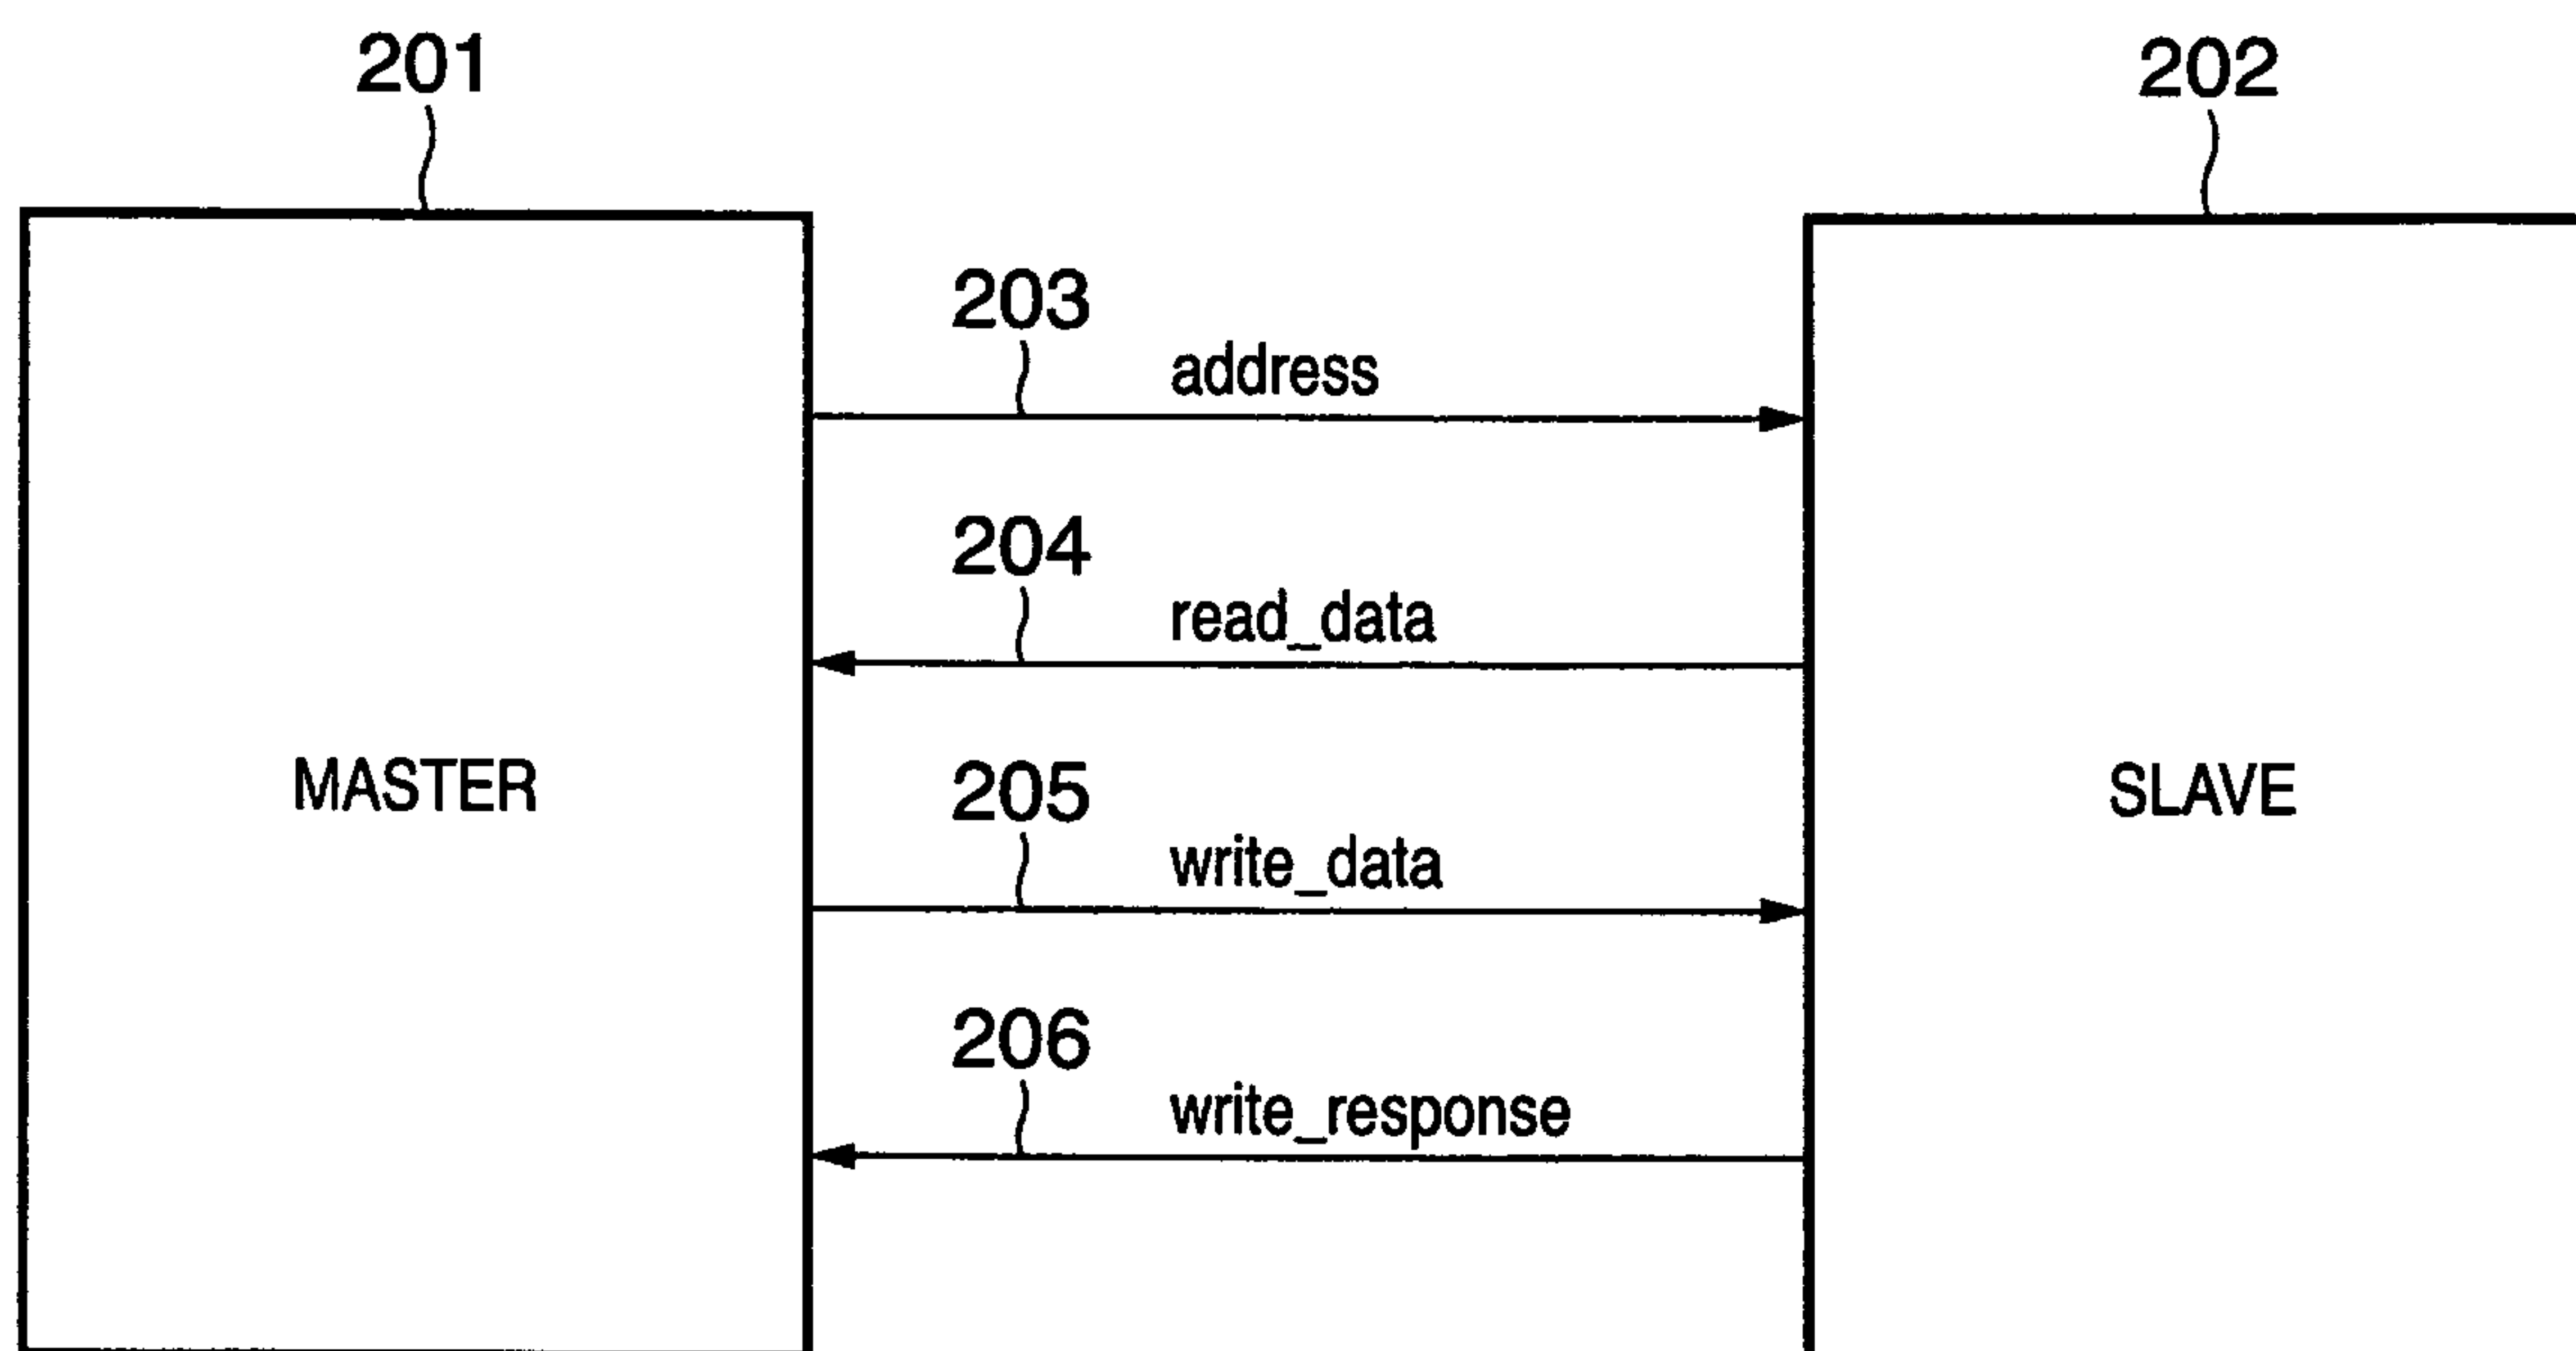 201
202
203
address
204
read_data
MASTER
SLAVE
205
write_data
206
write_response